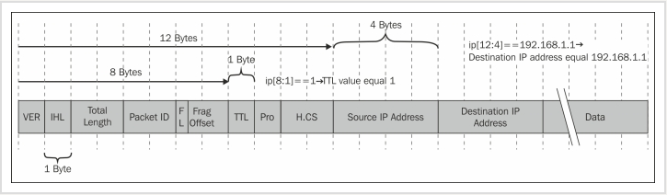 4 Bytes
12 Bytes
ip[12:4]==192.168.1.1→
Destination IP address equal 192.168.1.1
1 Byte
8 Bytes
ip[8:1]==1→TTL value equal 1
VER
IHL
Total
Length
Packet ID
F
L
Frag
Offset
TTL
Pro
H.CS
Source IP Address
Destination IP
Address
Data
1 Byte